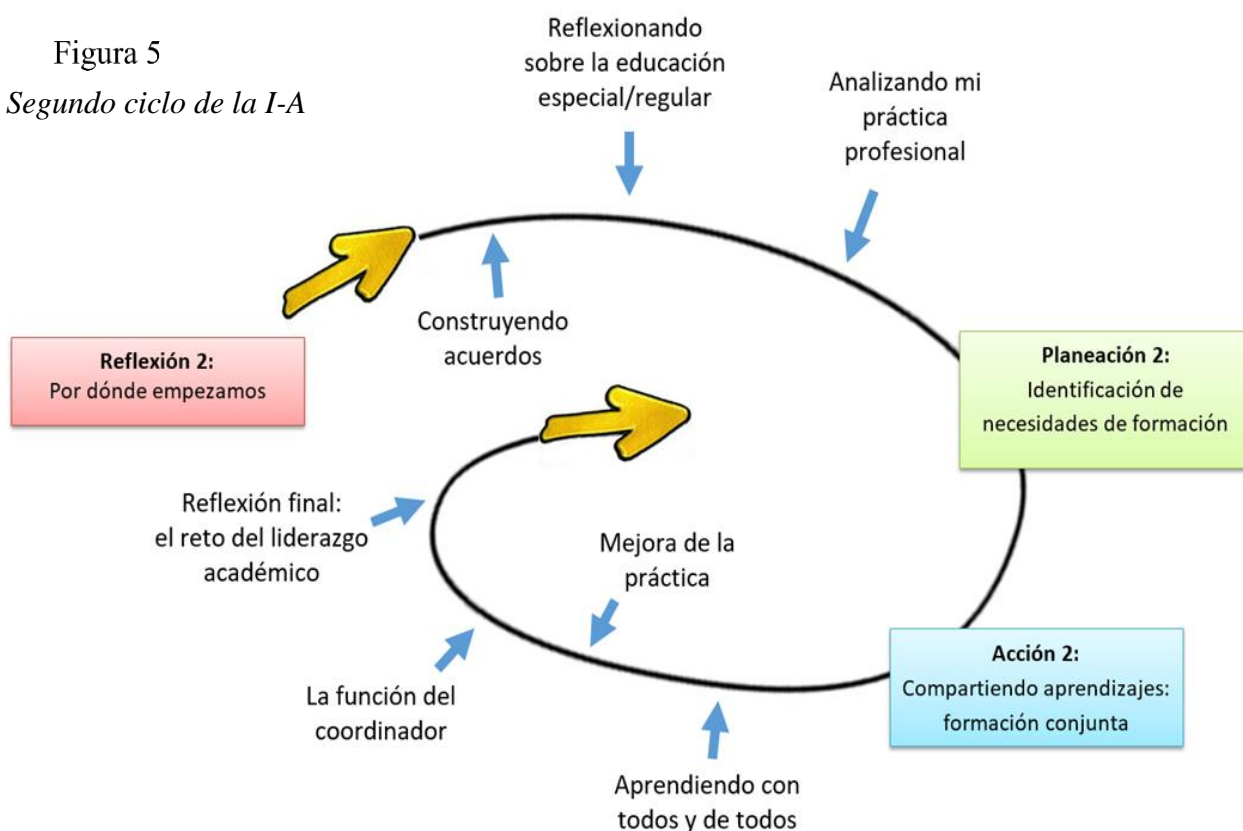 Figura 5
Segundo ciclo de la I-A
Reflexionando
sobre la educación
especial/regular
Analizando mi
práctica
profesional
Construyendo
acuerdos
Reflexión 2:
Por dónde empezamos
Planeación 2:
Identificación de
necesidades de formación
Reflexión final:
el reto del liderazgo
académico
Mejora de la
práctica
Acción 2:
Compartiendo aprendizajes:
formación conjunta
La función del
coordinador
Aprendiendo con
todos y de todos